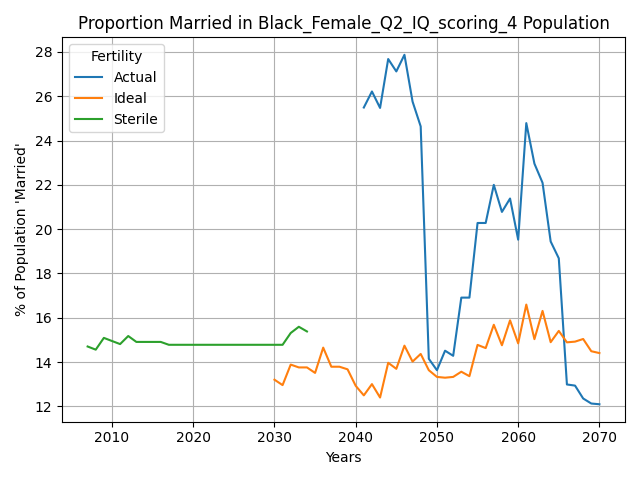 Proportion Married in Black_Female_Q2_IQ_scoring_4 Population
Fertility
Actual
Ideal
Sterile
% of Population 'Married'
28
26
24
22
20
18
16
14
12
2010
2020
2030
2040
2050
2060
2070
Years